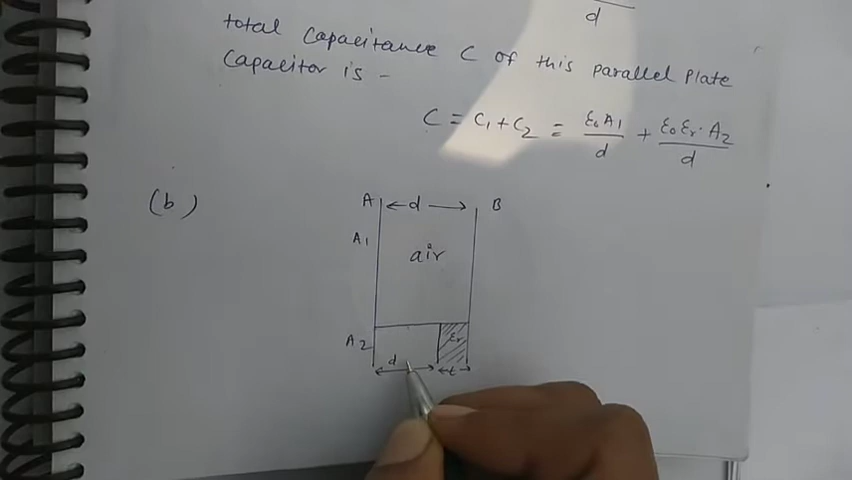 d
total Capacitance C of this parallel plate
Capacitor is -
C = C₁ + C₂ = ε₀A₁/d + ε₀εᵣ·A₂/d
(b)
A ← d → B
A₁
air
A₂ εᵣ
d t